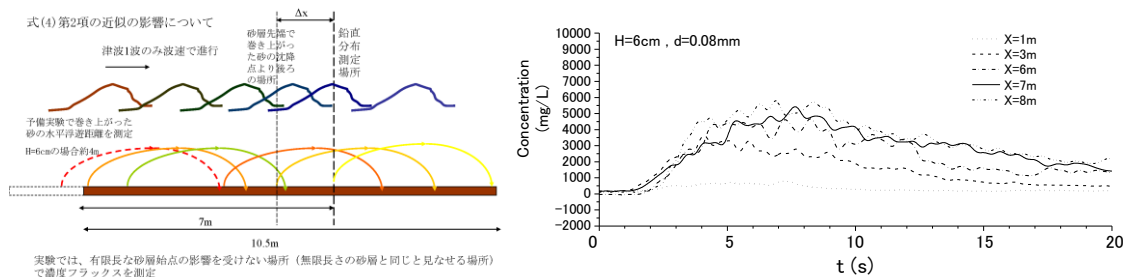 式(4)第2項の近似の影響について
Δx
津波1波のみ波速で進行
砂層先端で
巻き上がっ
た砂の沈降
点より後ろ
の場所
鉛直
分布
測定
場所
予備実験で巻き上がった
砂の水平浮遊距離を測定
H=6cmの場合約4m
7m
10.5m
実験では、有限長な砂層始点の影響を受けない場所(無限長さの砂層と同じと見なせる場所)
で濃度フラックスを測定
H=6cm , d=0.08mm
X=1m
X=3m
X=6m
X=7m
X=8m
Concentration
(mg/L)
10000
9000
8000
7000
6000
5000
4000
3000
2000
1000
0
-1000
-2000
0 5 10 15 20
t (s)